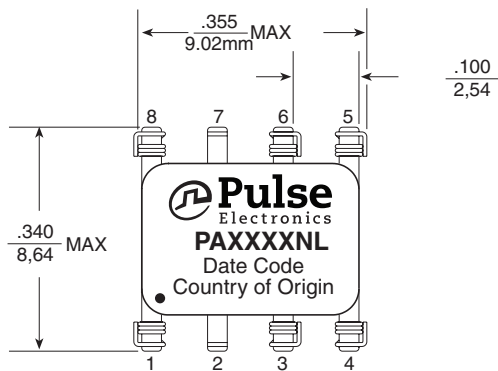 .355
9.02mm MAX
.100
2,54
8 7 6 5
.340
8,64 MAX
Pulse
Electronics
PAXXXXNL
Date Code
Country of Origin
1 2 3 4